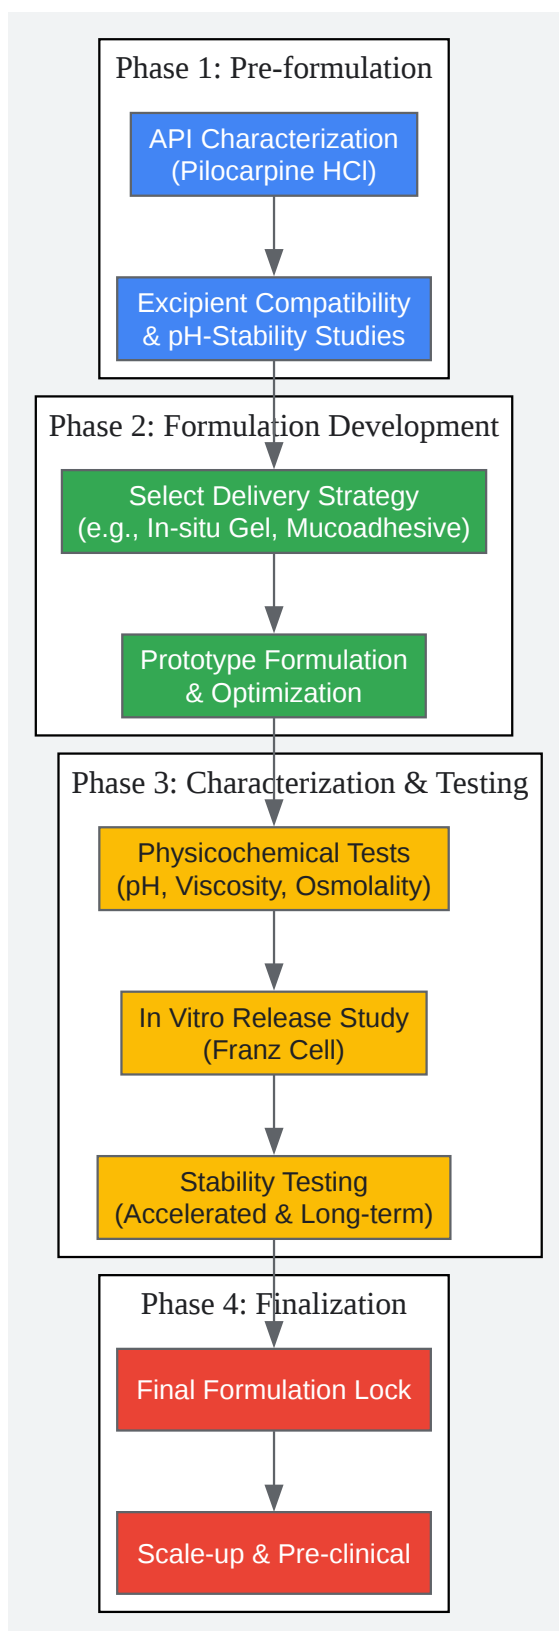 Phase 1: Pre-formulation
API Characterization
(Pilocarpine HCl)
Excipient Compatibility
& pH-Stability Studies
Phase 2: Formulation Development
Select Delivery Strategy
(e.g., In-situ Gel, Mucoadhesive)
Prototype Formulation
& Optimization
Phase 3: Characterization & Testing
Physicochemical Tests
(pH, Viscosity, Osmolality)
In Vitro Release Study
(Franz Cell)
Stability Testing
(Accelerated & Long-term)
Phase 4: Finalization
Final Formulation Lock
Scale-up & Pre-clinical